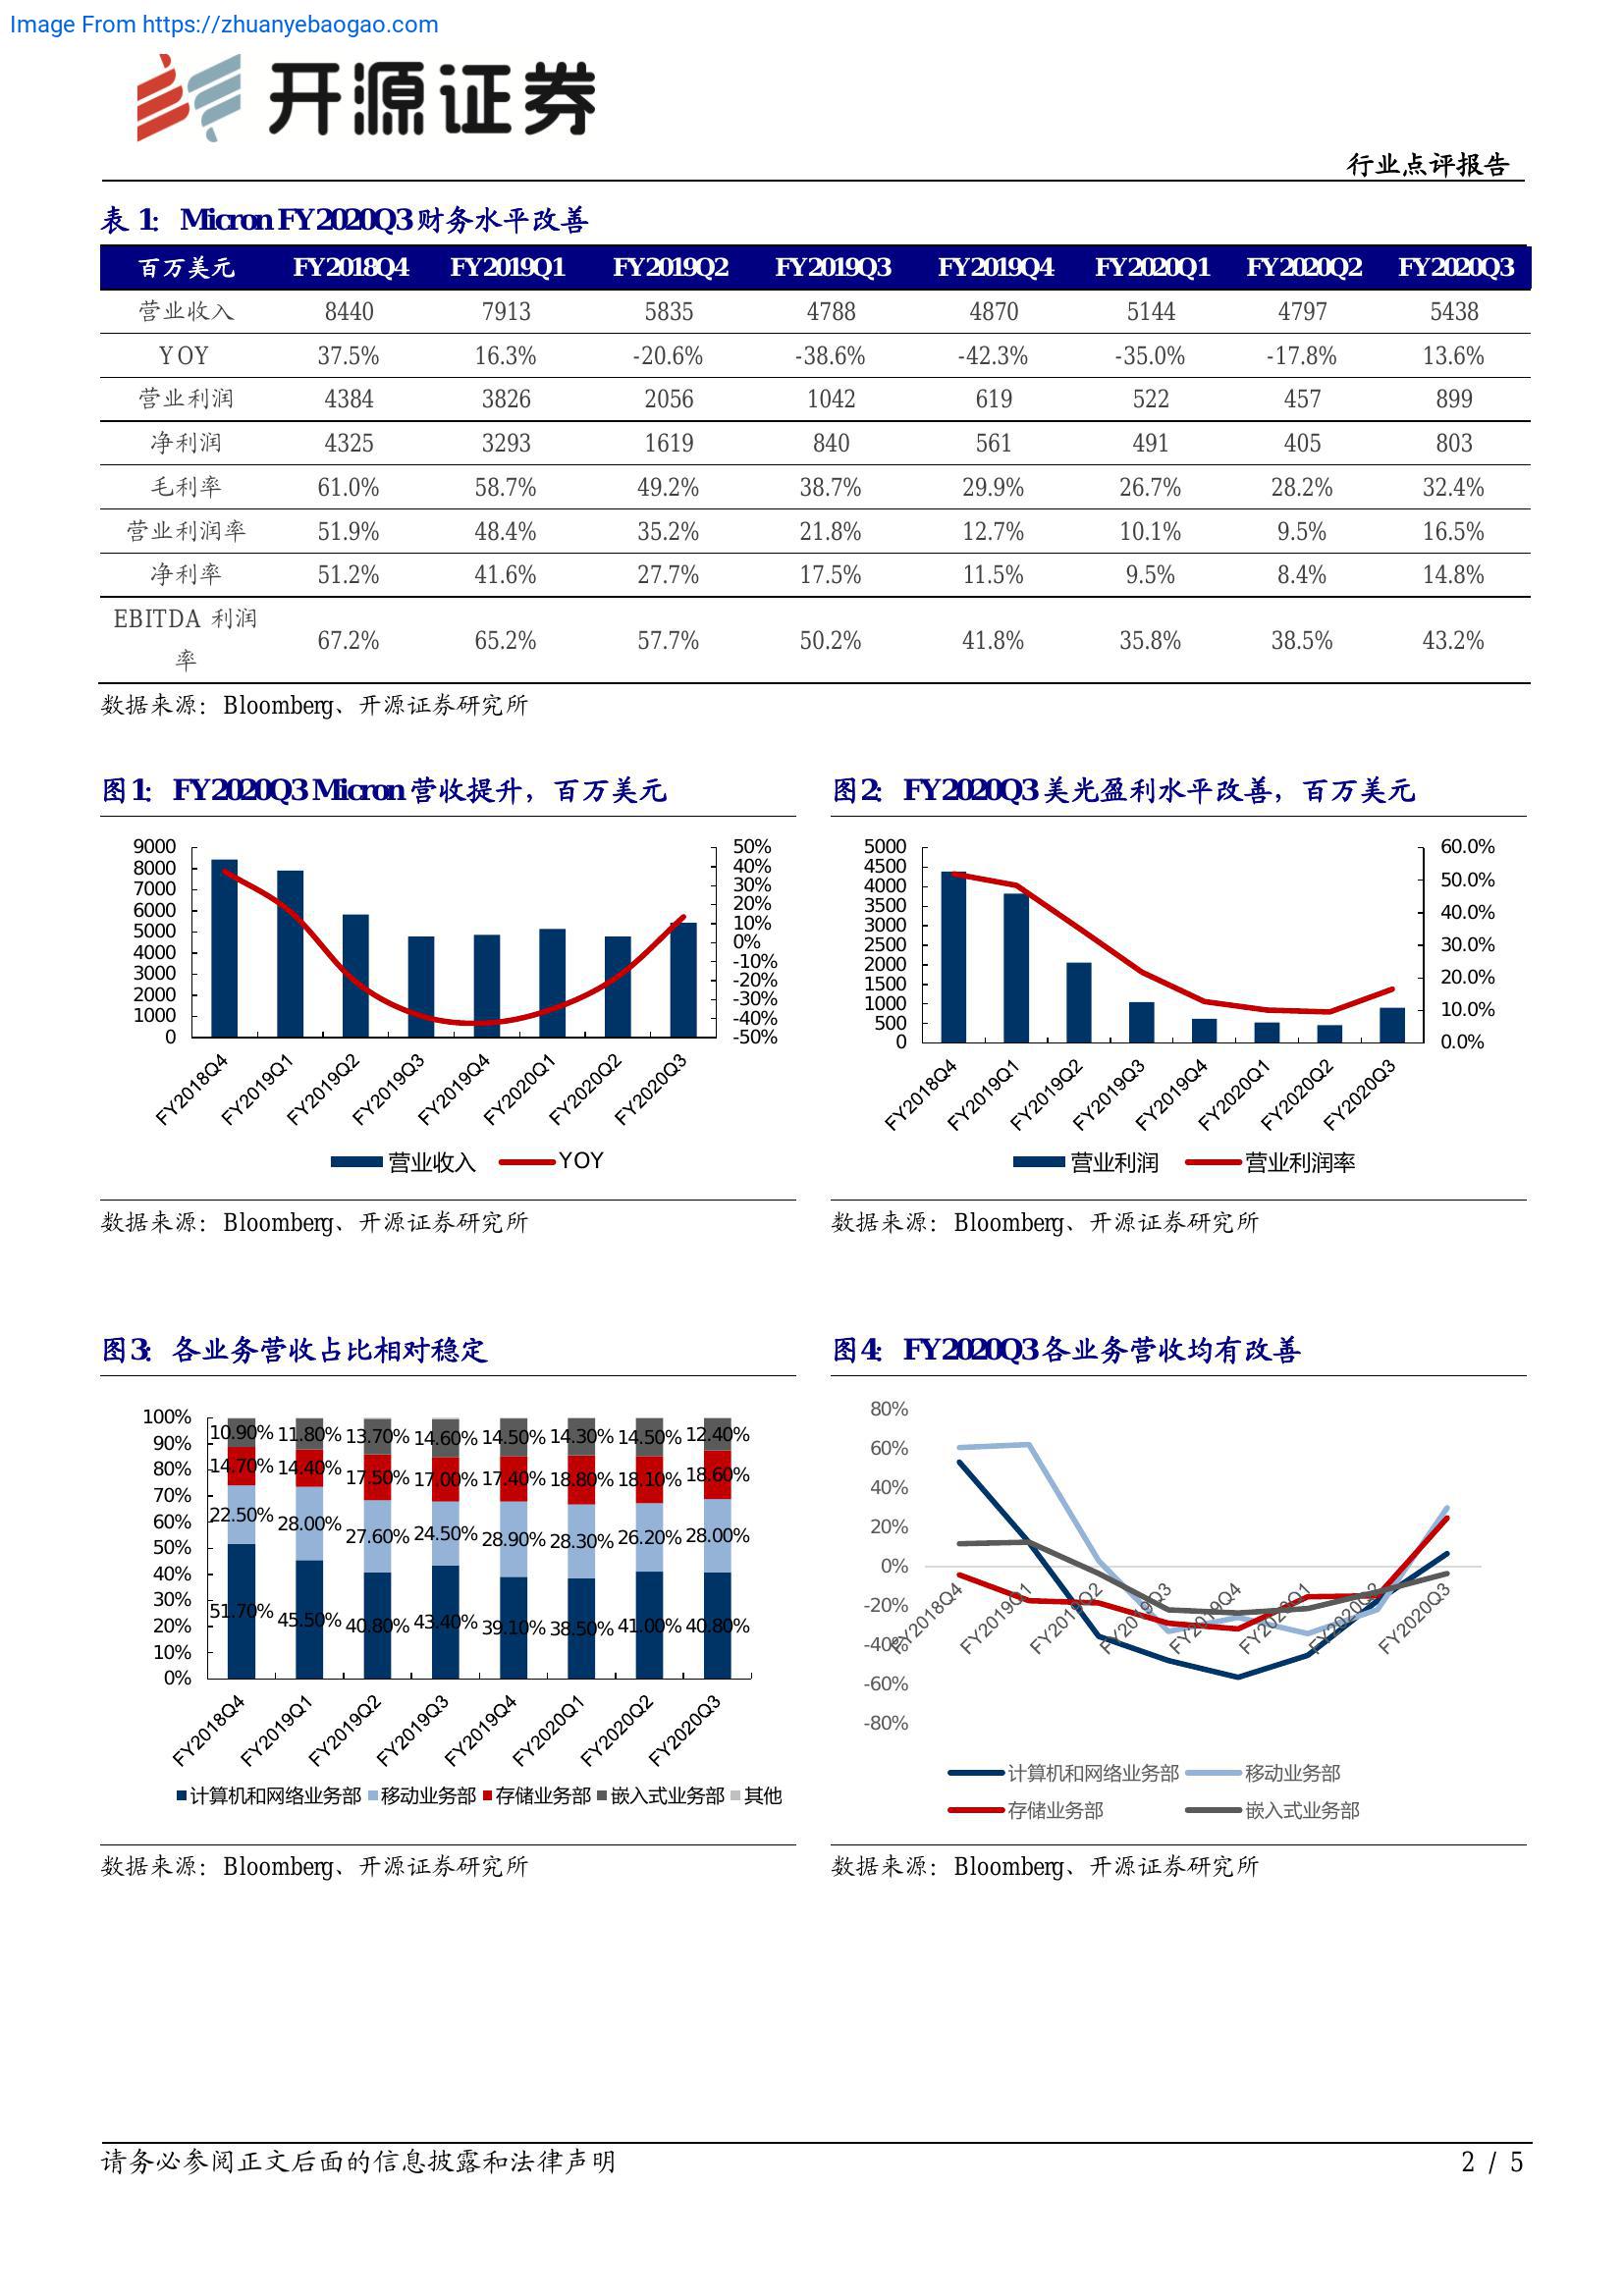 Image From https://zhuanyebaogao.com
开源证券
行业点评报告
表 1： Micron FY2020Q3 财务水平改善
百万美元 FY2018Q4 FY2019Q1 FY2019Q2 FY2019Q3 FY2019Q4 FY2020Q1 FY2020Q2 FY2020Q3
营业收入 8440 7913 5835 4788 4870 5144 4797 5438
YOY 37.5% 16.3% -20.6% -38.6% -42.3% -35.0% -17.8% 13.6%
营业利润 4384 3826 2056 1042 619 522 457 899
净利润 4325 3293 1619 840 561 491 405 803
毛利率 61.0% 58.7% 49.2% 38.7% 29.9% 26.7% 28.2% 32.4%
营业利润率 51.9% 48.4% 35.2% 21.8% 12.7% 10.1% 9.5% 16.5%
净利率 51.2% 41.6% 27.7% 17.5% 11.5% 9.5% 8.4% 14.8%
EBITDA 利润
率 67.2% 65.2% 57.7% 50.2% 41.8% 35.8% 38.5% 43.2%
数据来源：Bloomberg、开源证券研究所
图1： FY2020Q3 Micron 营收提升，百万美元
9000
8000
7000
6000
5000
4000
3000
2000
1000
0
50%
40%
30%
20%
10%
0%
-10%
-20%
-30%
-40%
-50%
FY2018Q4 FY2019Q1 FY2019Q2 FY2019Q3 FY2019Q4 FY2020Q1 FY2020Q2 FY2020Q3
营业收入 YOY
数据来源：Bloomberg、开源证券研究所
图2： FY2020Q3 美光盈利水平改善，百万美元
5000
4500
4000
3500
3000
2500
2000
1500
1000
500
0
60.0%
50.0%
40.0%
30.0%
20.0%
10.0%
0.0%
FY2018Q4 FY2019Q1 FY2019Q2 FY2019Q3 FY2019Q4 FY2020Q1 FY2020Q2 FY2020Q3
营业利润 营业利润率
数据来源：Bloomberg、开源证券研究所
图3： 各业务营收占比相对稳定
100%
90%
80%
70%
60%
50%
40%
30%
20%
10%
0%
10.90% 11.80% 13.70% 14.60% 14.50% 14.30% 14.50% 12.40%
14.70% 14.40% 17.50% 17.00% 17.40% 18.80% 18.10% 18.60%
22.50% 28.00% 27.60% 24.50% 28.90% 28.30% 26.20% 28.00%
51.70% 45.50% 40.80% 43.40% 39.10% 38.50% 41.00% 40.80%
FY2018Q4 FY2019Q1 FY2019Q2 FY2019Q3 FY2019Q4 FY2020Q1 FY2020Q2 FY2020Q3
计算机和网络业务部 移动业务部 存储业务部 嵌入式业务部 其他
数据来源：Bloomberg、开源证券研究所
图4： FY2020Q3 各业务营收均有改善
80%
60%
40%
20%
0%
-20%
-40%
-60%
-80%
FY2018Q4 FY2019Q1 FY2019Q2 FY2019Q3 FY2019Q4 FY2020Q1 FY2020Q2 FY2020Q3
计算机和网络业务部 移动业务部
存储业务部 嵌入式业务部
数据来源：Bloomberg、开源证券研究所
请务必参阅正文后面的信息披露和法律声明 2 / 5